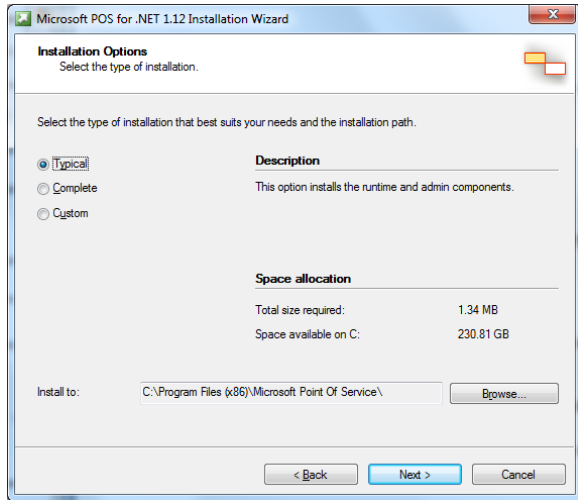 Microsoft POS for .NET 1.12 Installation Wizard
Installation Options
Select the type of installation.
Select the type of installation that best suits your needs and the installation path.
Typical
Description
Complete
This option installs the runtime and admin components.
Custom
Space allocation
Total size required: 1.34 MB
Space available on C: 230.81 GB
Install to: C:\Program Files (x86)\Microsoft Point Of Service\ Browse...
< Back Next > Cancel